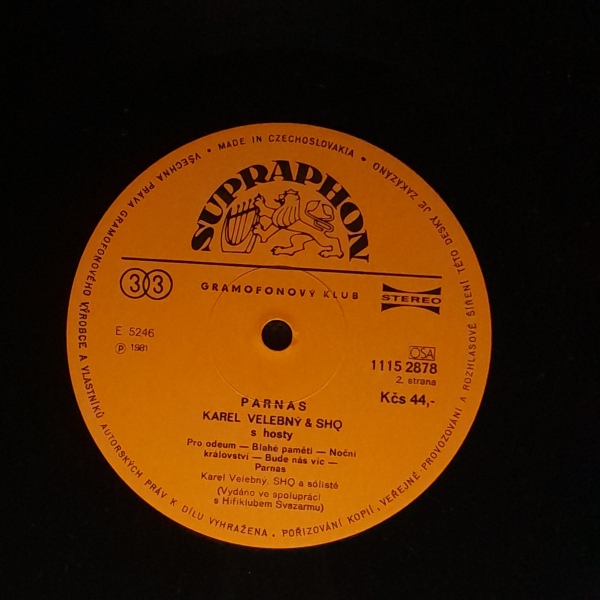 VŠECHNA PRÁVA GRAMOFONOVÉHO VÝROBCE A VLASTNÍKŮ AUTORSKÝCH PRÁV K DÍLU VYHRAŽENA • POŘIZOVÁNÍ KOPIÍ, VEŘEJNÉ PROVOZOVÁNÍ A ROZHLASOVÉ ŠÍŘENÍ TÉTO DESKY JE ZAKÁZÁNO • MADE IN CZECHOSLOVAKIA •
SUPRAPHON
33
GRAMOFONOVÝ KLUB
STEREO
E 5246
℗ 1981
OSA
1115 2878
2. strana
Kčs 44,-
PARNAS
KAREL VELEBNÝ & SHQ
s hosty
Pro odeum — Blahé paměti — Noční
království — Bude nás víc —
Parnas
Karel Velebný, SHQ a sólisté
(Vydáno ve spolupráci
s Hifiklubem Svazarmu)